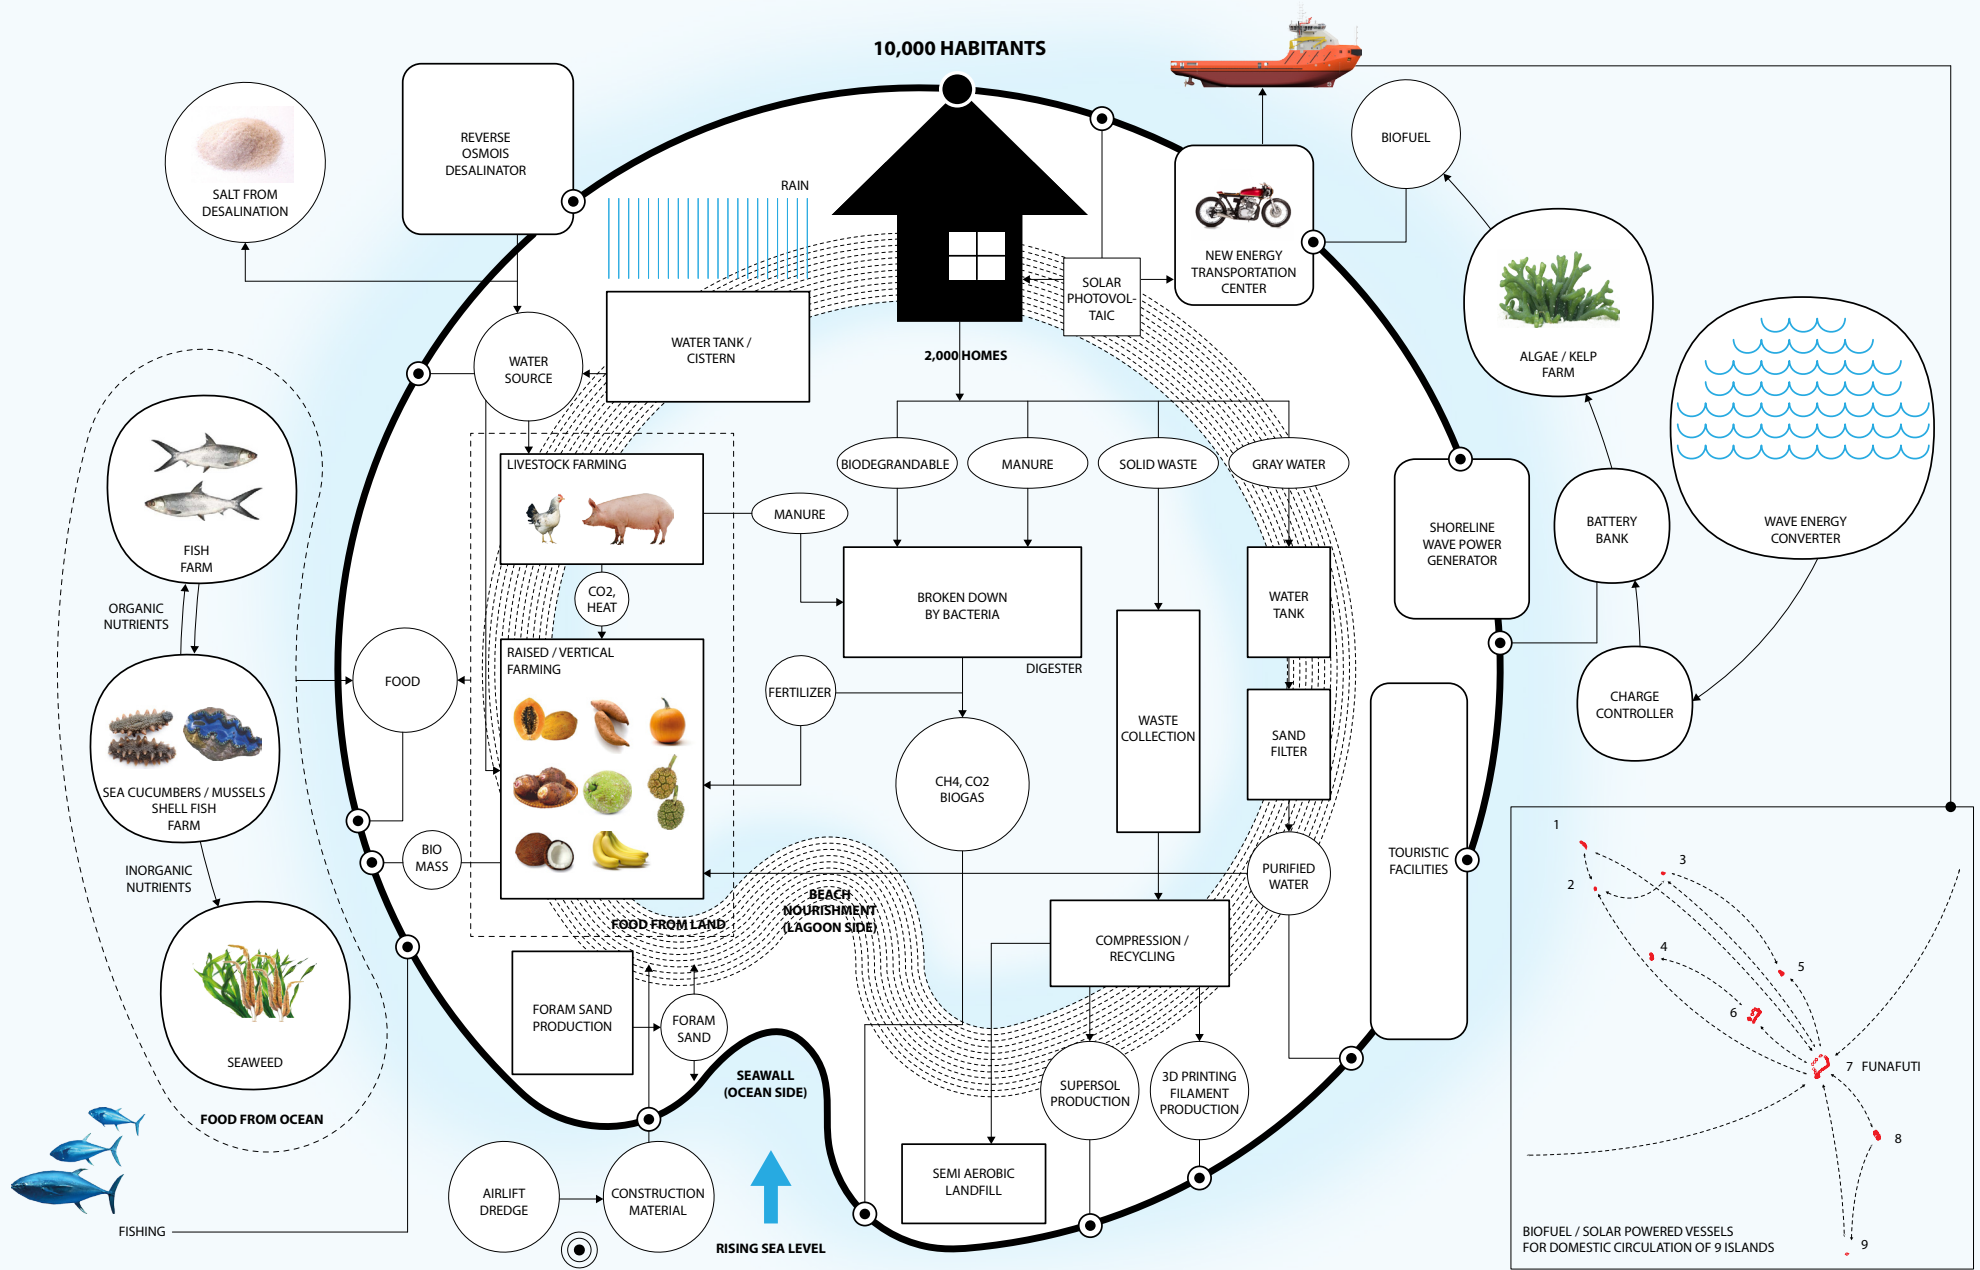 10,000 HABITANTS
REVERSE
OSMOIS
DESALINATOR
SALT FROM
DESALINATION
RAIN
BIOFUEL
NEW ENERGY
TRANSPORTATION
CENTER
SOLAR
PHOTOVOL-
TAIC
WATER TANK /
CISTERN
WATER
SOURCE
2,000 HOMES
ALGAE / KELP
FARM
WAVE ENERGY
CONVERTER
BATTERY
BANK
CHARGE
CONTROLLER
SHORELINE
WAVE POWER
GENERATOR
TOURISTIC
FACILITIES
LIVESTOCK FARMING
MANURE
BIODEGRANDABLE
MANURE
SOLID WASTE
GRAY WATER
CO2,
HEAT
BROKEN DOWN
BY BACTERIA
DIGESTER
WATER
TANK
RAISED / VERTICAL
FARMING
FERTILIZER
WASTE
COLLECTION
SAND
FILTER
CH4, CO2
BIOGAS
PURIFIED
WATER
FISH
FARM
ORGANIC
NUTRIENTS
FOOD
SEA CUCUMBERS / MUSSELS
SHELL FISH
FARM
INORGANIC
NUTRIENTS
BIO
MASS
SEAWEED
FOOD FROM OCEAN
FISHING
FOOD FROM LAND
BEACH
NOURISHMENT
(LAGOON SIDE)
COMPRESSION /
RECYCLING
FORAM SAND
PRODUCTION
FORAM
SAND
SEAWALL
(OCEAN SIDE)
SUPERSOL
PRODUCTION
3D PRINTING
FILAMENT
PRODUCTION
SEMI AEROBIC
LANDFILL
AIRLIFT
DREDGE
CONSTRUCTION
MATERIAL
RISING SEA LEVEL
1
2
3
4
5
6
7 FUNAFUTI
8
9
BIOFUEL / SOLAR POWERED VESSELS
FOR DOMESTIC CIRCULATION OF 9 ISLANDS